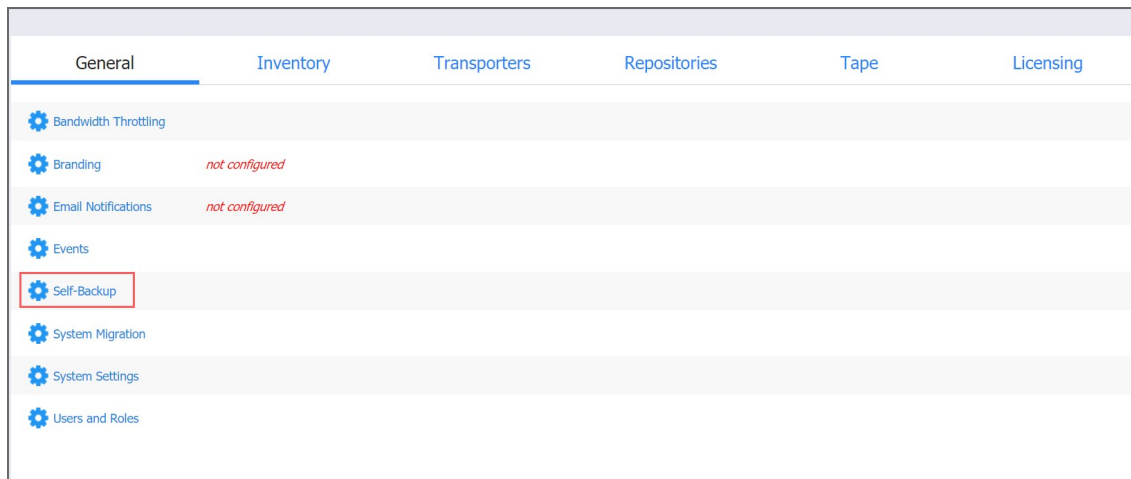 General Inventory Transporters Repositories Tape Licensing
Bandwidth Throttling
Branding not configured
Email Notifications not configured
Events
Self-Backup
System Migration
System Settings
Users and Roles